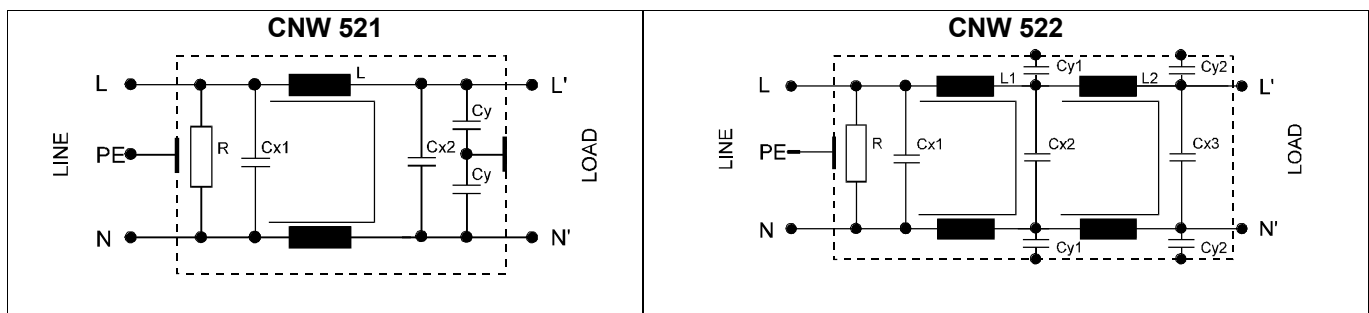 CNW 521
L
L
L'
LINE
PE
R
Cx1
Cx2
Cy
Cy
LOAD
N
N'
CNW 522
Cy1
Cy2
L
L1
L2
L'
LINE
PE
R
Cx1
Cx2
Cx3
LOAD
N
Cy1
Cy2
N'